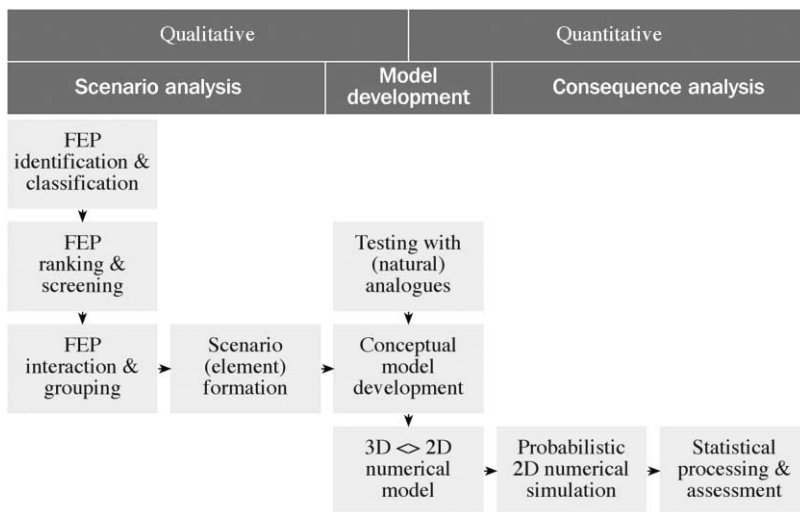 Qualitative
Quantitative
Scenario analysis
Model
development
Consequence analysis
FEP
identification &
classification
FEP
ranking &
screening
Testing with
(natural)
analogues
FEP
interaction &
grouping
Scenario
(element)
formation
Conceptual
model
development
3D <> 2D
numerical
model
Probabilistic
2D numerical
simulation
Statistical
processing &
assessment